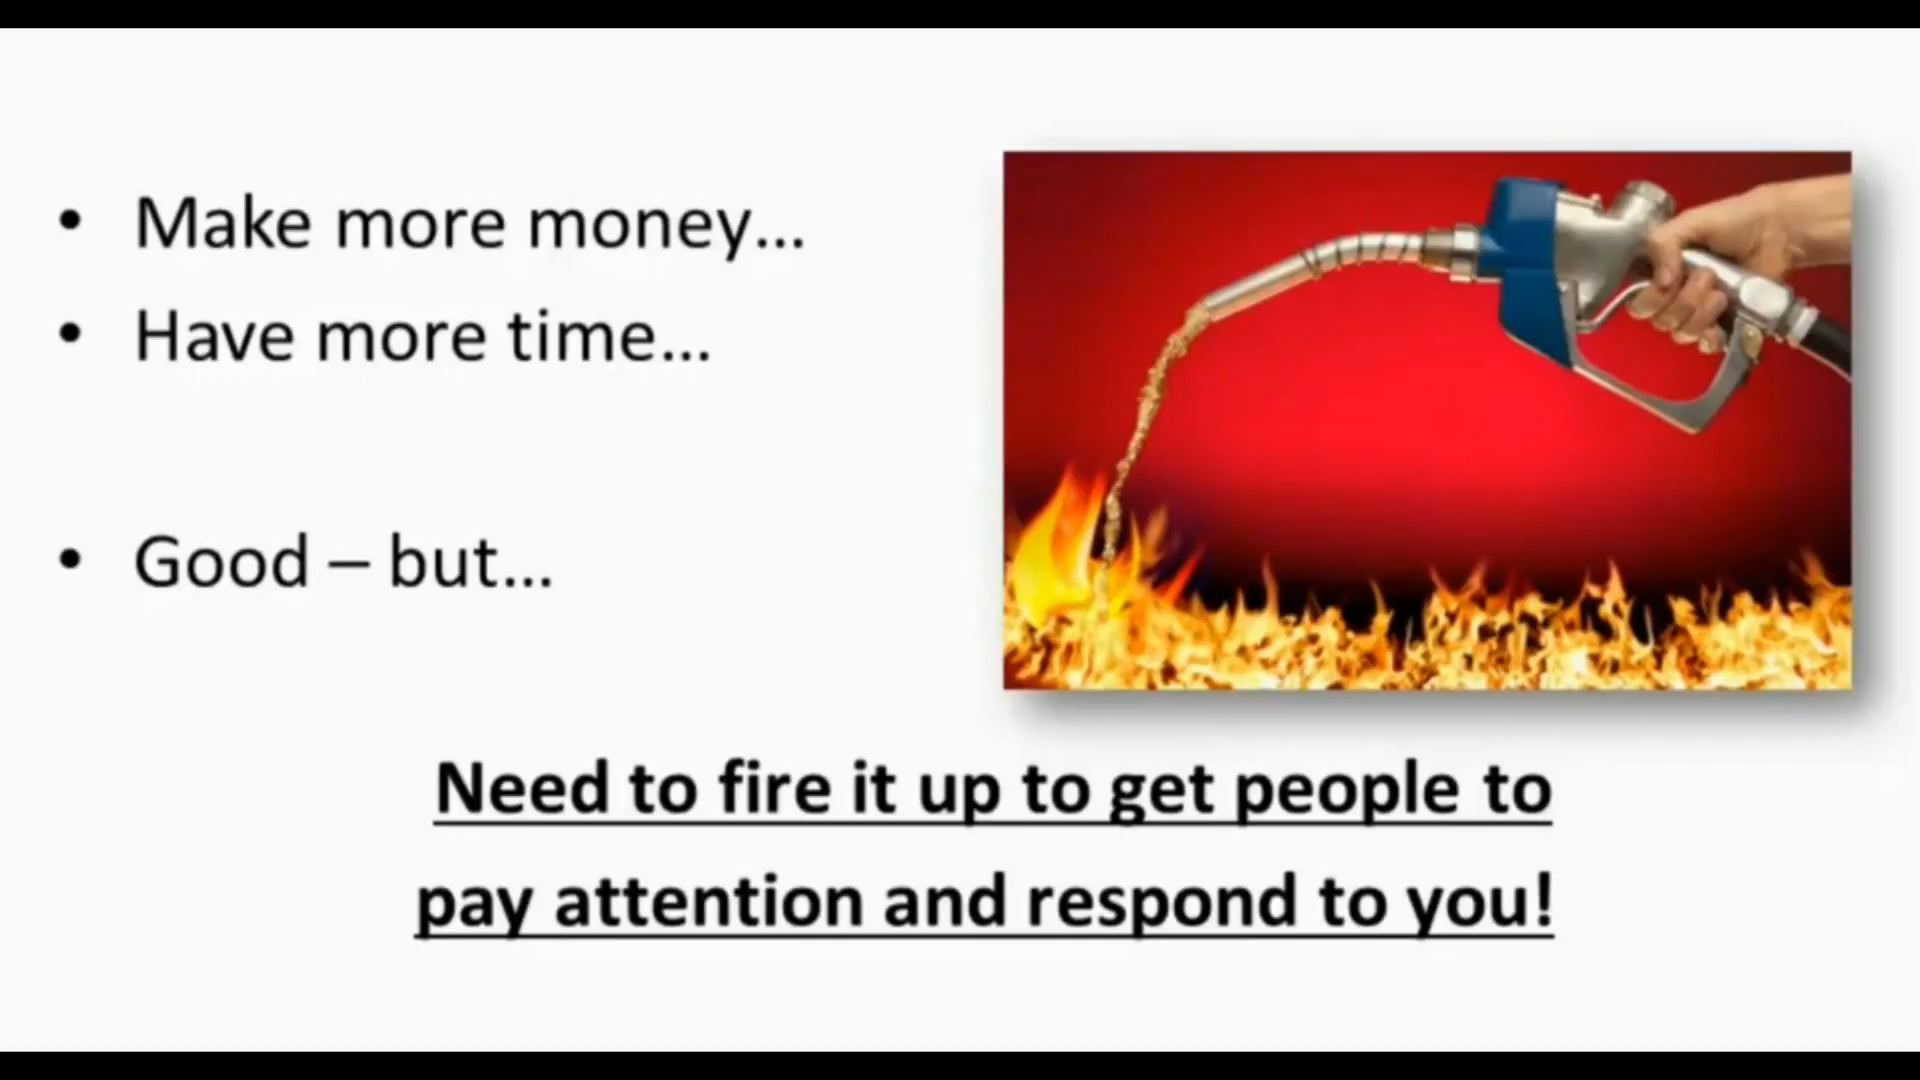 • Make more money...
• Have more time...
• Good – but...
Need to fire it up to get people to
pay attention and respond to you!